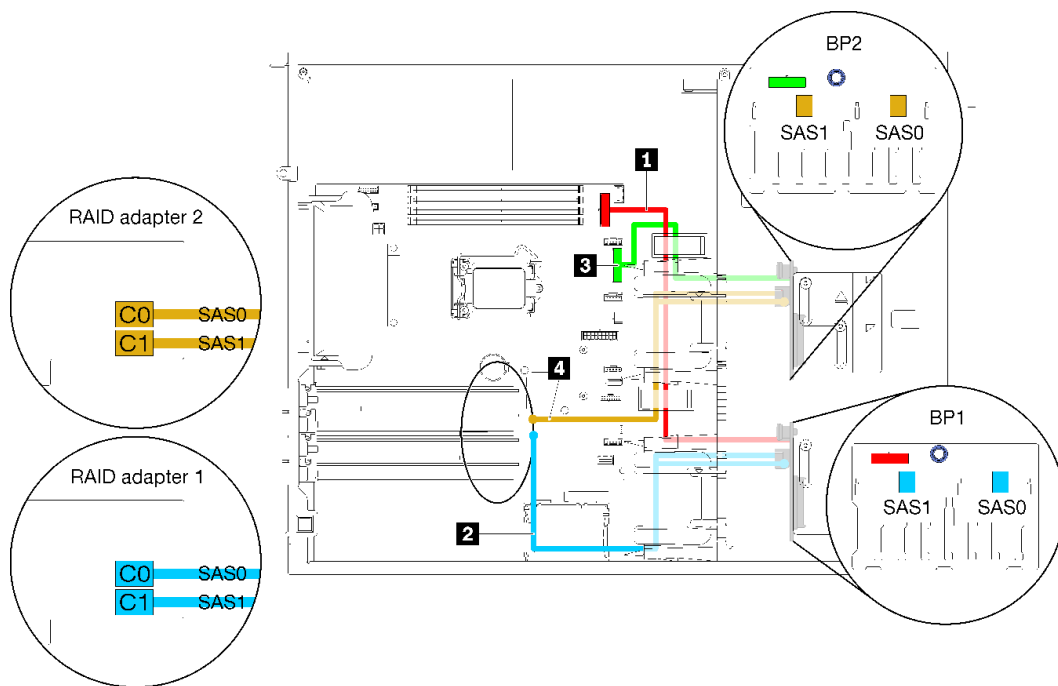 BP2
SAS1 SAS0
1
RAID adapter 2
3
C0 SAS0
C1 SAS1
4
BP1
RAID adapter 1
SAS1 SAS0
2
C0 SAS0
C1 SAS1